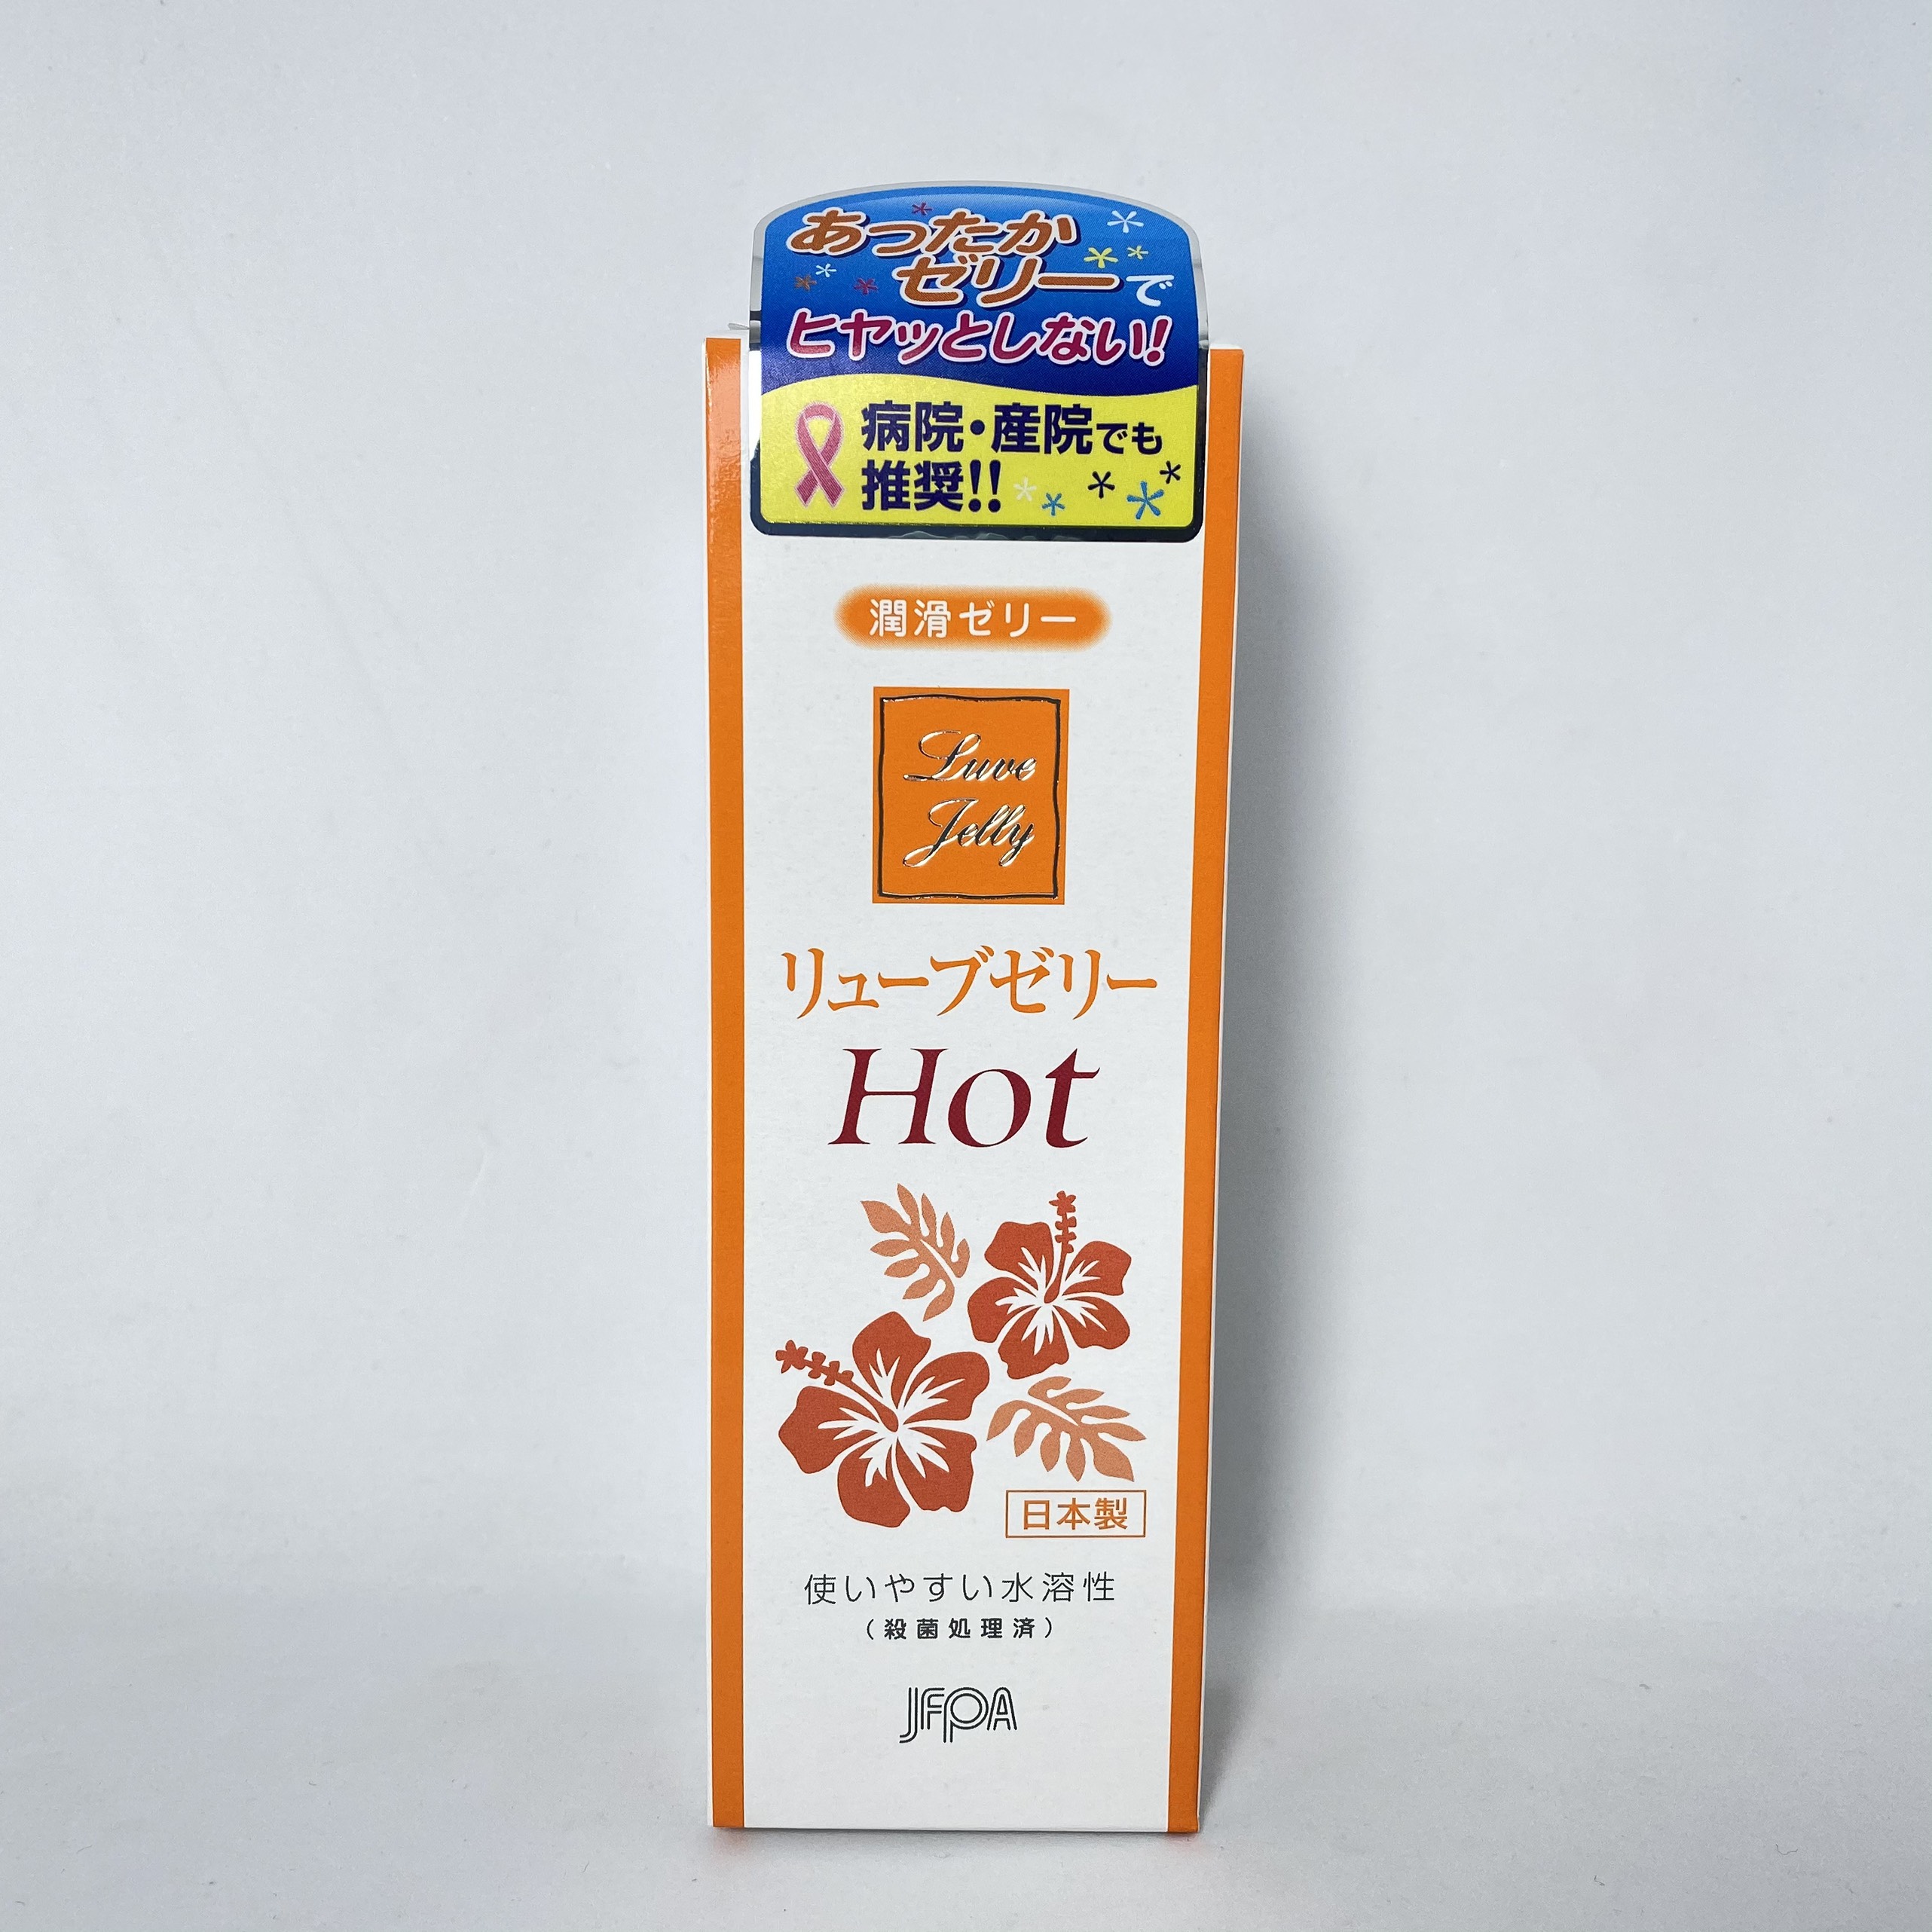 あったか
ゼリーで
ヒヤッとしない!
病院・産院でも
推奨!!
潤滑ゼリー
Luve
Jelly
リューブゼリー
Hot
日本製
使いやすい水溶性
(殺菌処理済)
JFPA